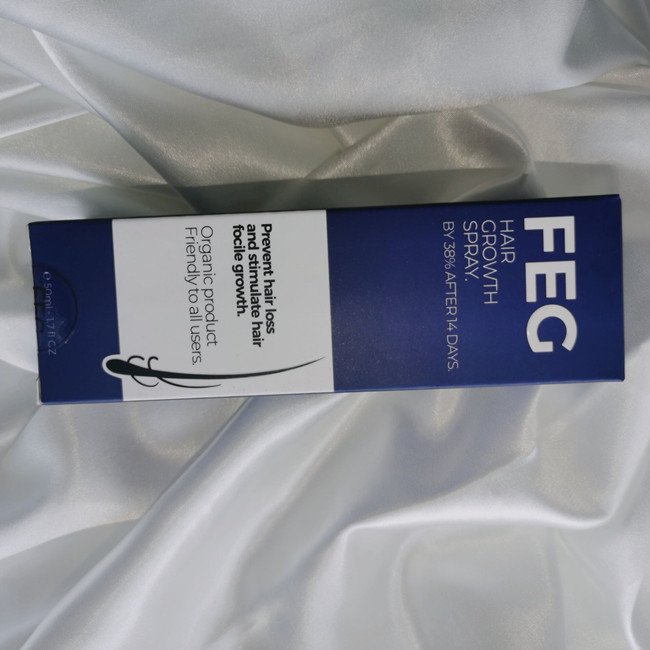 FEG
HAIR
GROWTH
SPRAY.
BY 38% AFTER 14 DAYS.
Prevent hair loss
and stimulate hair
focile growth.
Organic product
Friendly to all users.
e 50ml-1.7 fl OZ